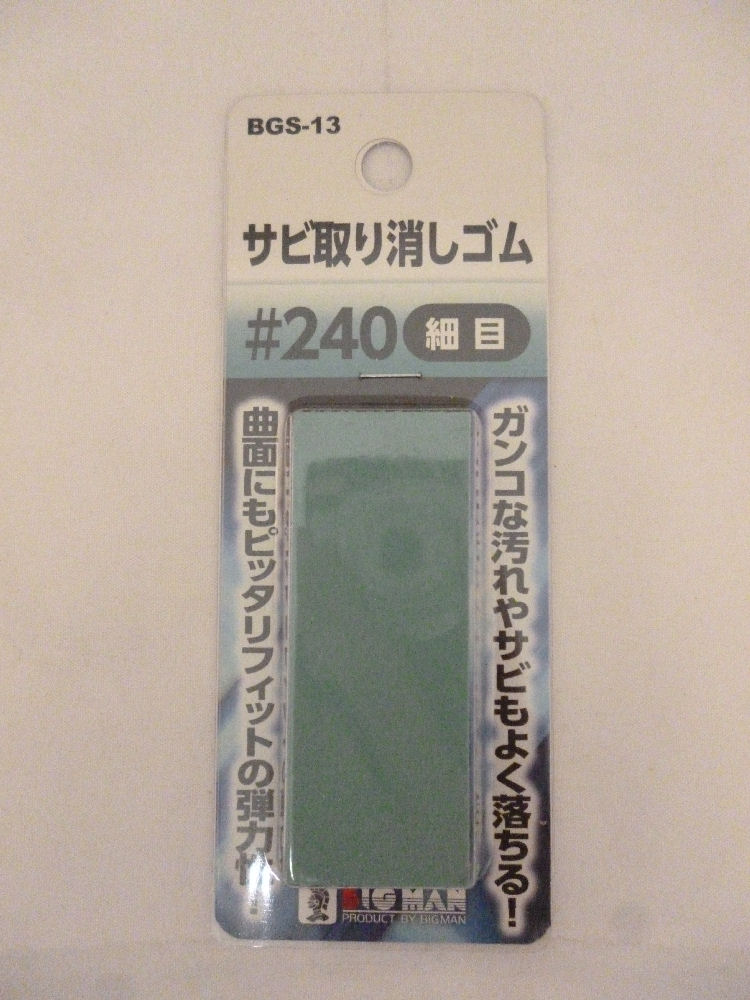 BGS-13
サビ取り消しゴム
#240 細目
ガンコな汚れやサビもよく落ちる!
曲面にもピッタリフィットの弾力性!
BIG MAN
PRODUCT BY BIGMAN